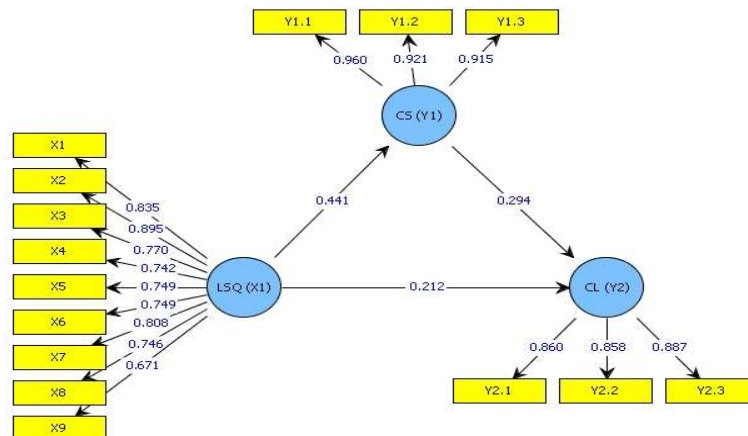 Y1.1
Y1.2
Y1.3
0.960
0.921
0.915
CS (Y1)
X1
X2
X3
X4
X5
X6
X7
X8
X9
0.835
0.895
0.770
0.742
0.749
0.749
0.808
0.746
0.671
LSQ (X1)
0.441
0.294
0.212
CL (Y2)
0.860
0.858
0.887
Y2.1
Y2.2
Y2.3